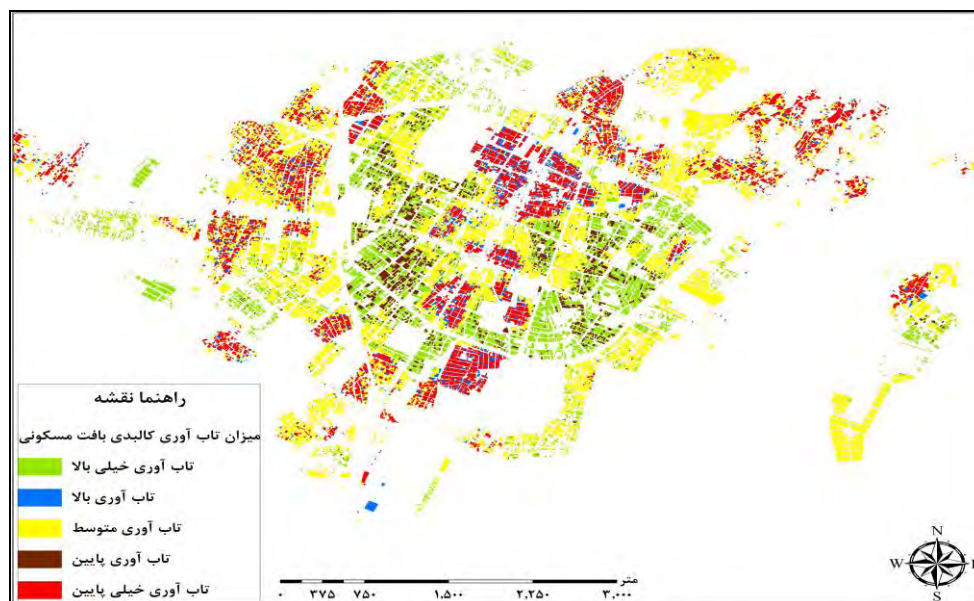 راهنما نقشه
میزان تاب آوری کالبدی بافت مسکونی
تاب آوری خیلی بالا
تاب آوری بالا
تاب آوری متوسط
تاب آوری پایین
تاب آوری خیلی پایین
متر
۰ ۳۷۵ ۷۵۰ ۱,۵۰۰ ۲,۲۵۰ ۳,۰۰۰
N
W E
S